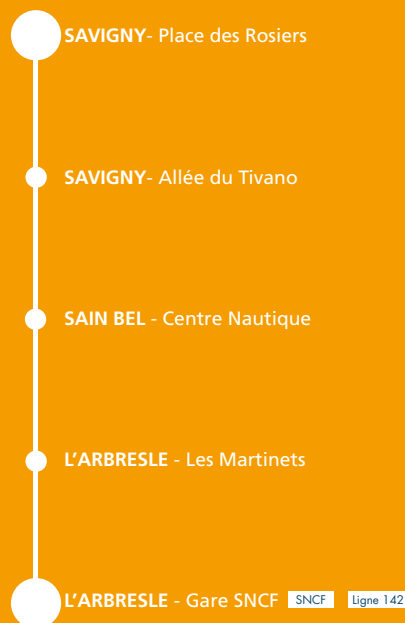 SAVIGNY- Place des Rosiers
SAVIGNY- Allée du Tivano
SAIN BEL - Centre Nautique
L'ARBRESLE - Les Martinets
L'ARBRESLE - Gare SNCF SNCF Ligne 142